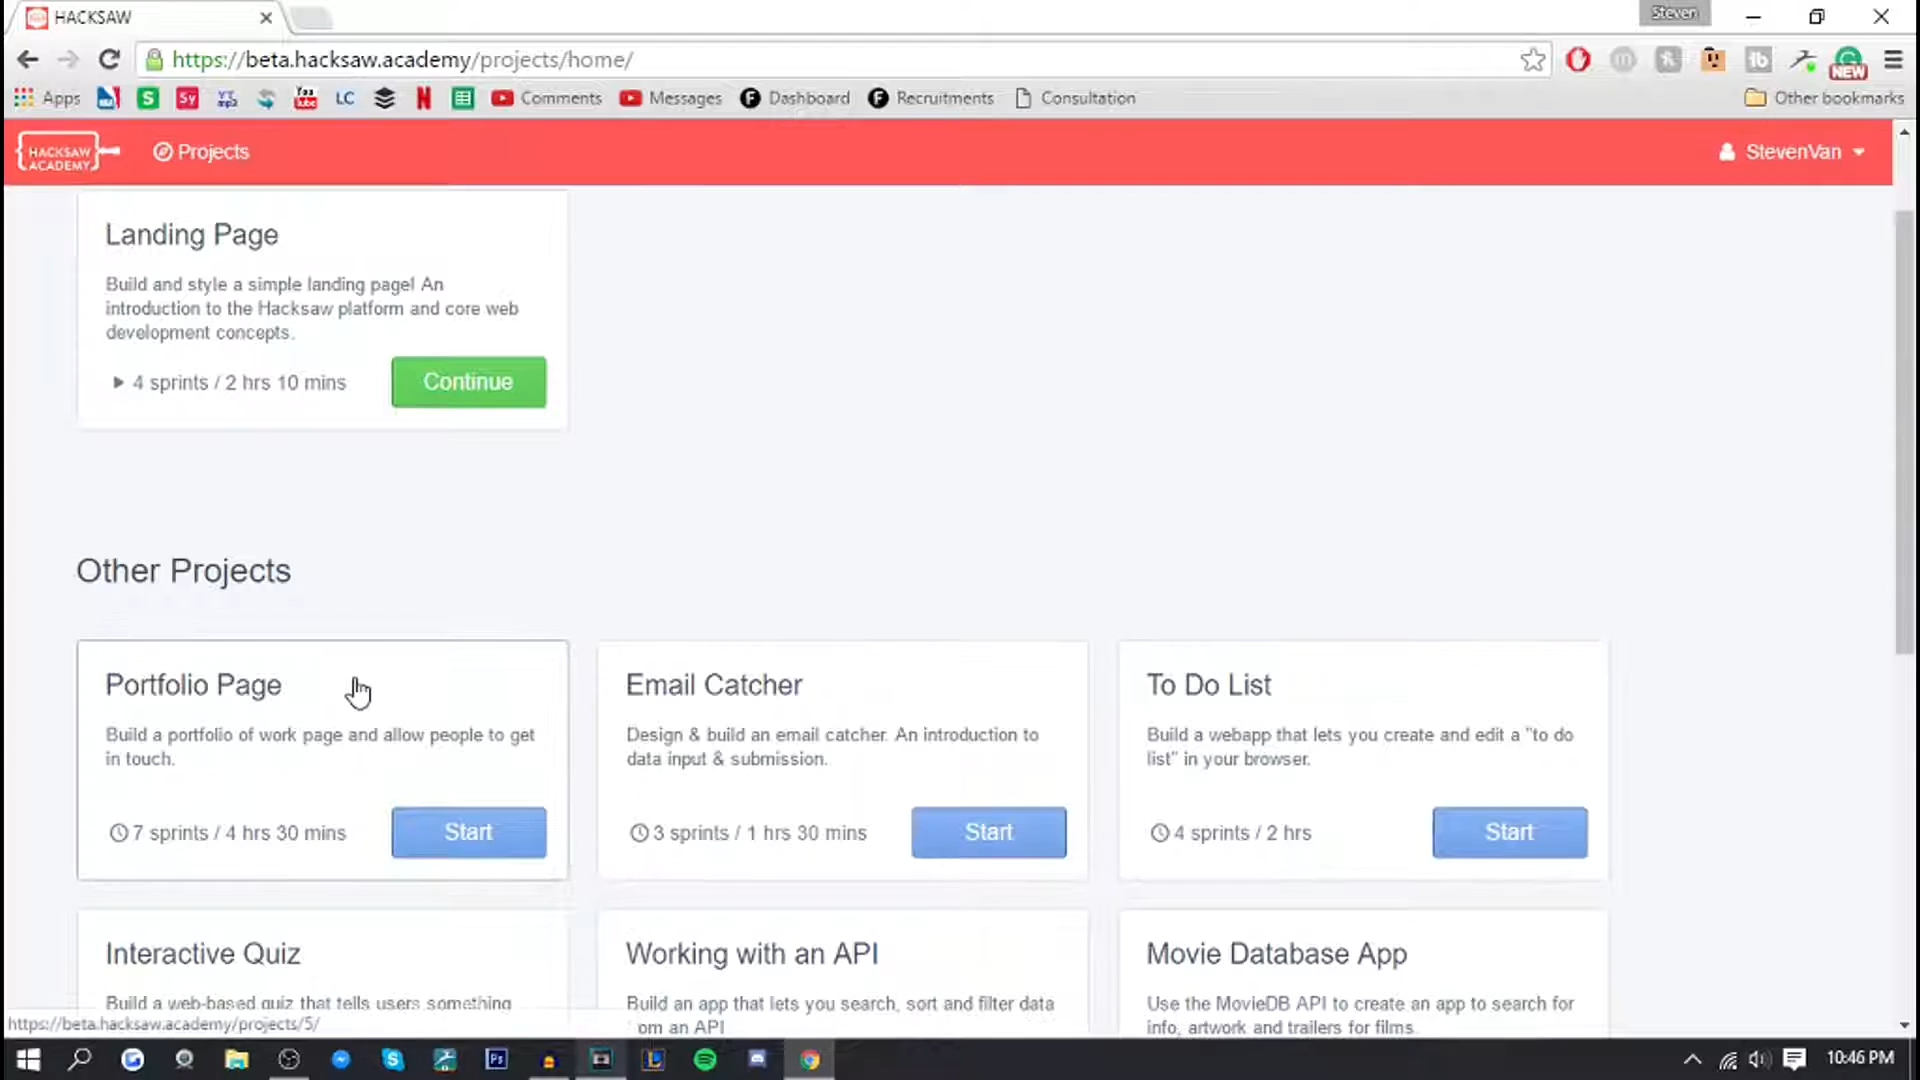 HACKSAW
Steven
https://beta.hacksaw.academy/projects/home/
NEW
Apps
Sy
You
Tube
LC
N
Comments
Messages
Dashboard
Recruitments
Consultation
Other bookmarks
HACKSAW
ACADEMY
Projects
StevenVan
Landing Page
Build and style a simple landing page! An
introduction to the Hacksaw platform and core web
development concepts.
4 sprints / 2 hrs 10 mins
Continue
Other Projects
Portfolio Page
Build a portfolio of work page and allow people to get
in touch.
7 sprints / 4 hrs 30 mins
Start
Email Catcher
Design & build an email catcher. An introduction to
data input & submission.
3 sprints / 1 hrs 30 mins
Start
To Do List
Build a webapp that lets you create and edit a "to do
list" in your browser.
4 sprints / 2 hrs
Start
Interactive Quiz
Build a web-based quiz that tells users something
Working with an API
Build an app that lets you search, sort and filter data
om an API
Movie Database App
Use the MovieDB API to create an app to search for
info, artwork and trailers for films.
https://beta.hacksaw.academy/projects/5/
Ps
10:46 PM